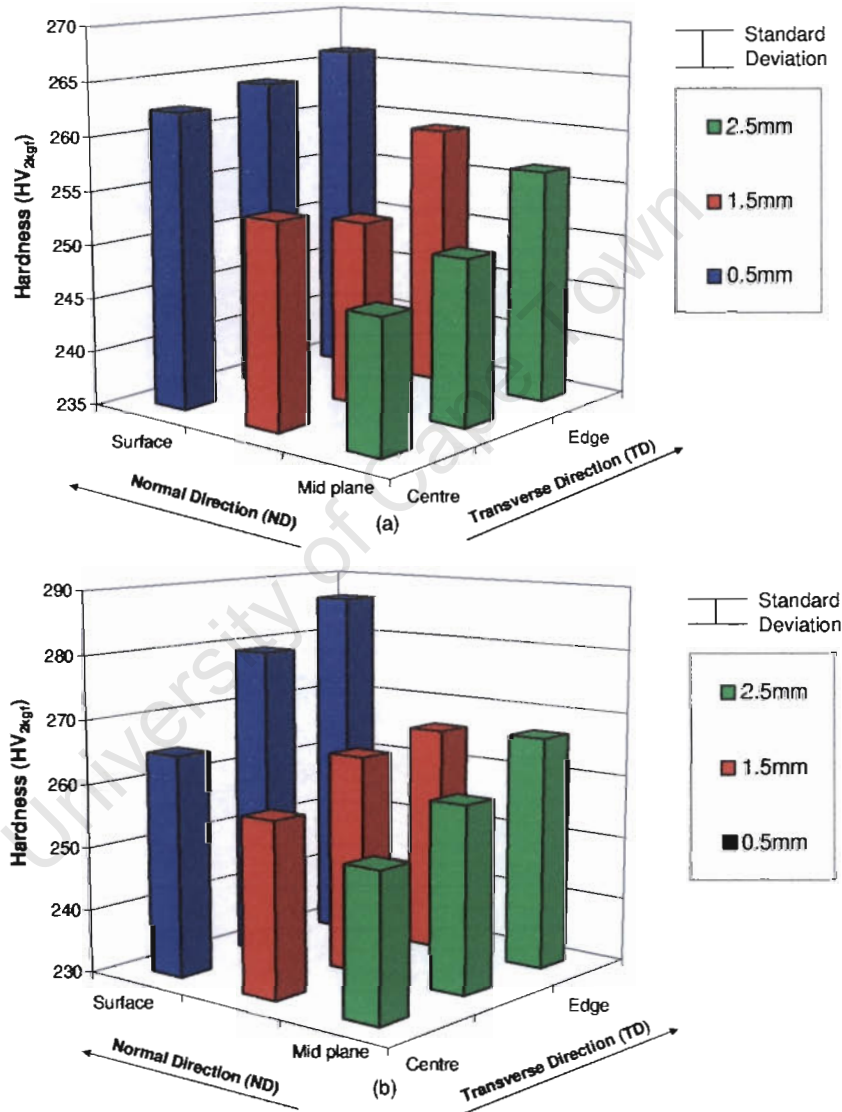 270
265
260
255
250
245
240
235
Hardness (HV2kgf)
Standard
Deviation
2.5mm
1.5mm
0.5mm
Surface
Mid plane
Centre
Edge
Normal Direction (ND)
Transverse Direction (TD)
(a)
290
280
270
260
250
240
230
Hardness (HV2kgf)
Standard
Deviation
2.5mm
1.5mm
0.5mm
Surface
Mid plane
Centre
Edge
Normal Direction (ND)
Transverse Direction (TD)
(b)
University of Cape Town